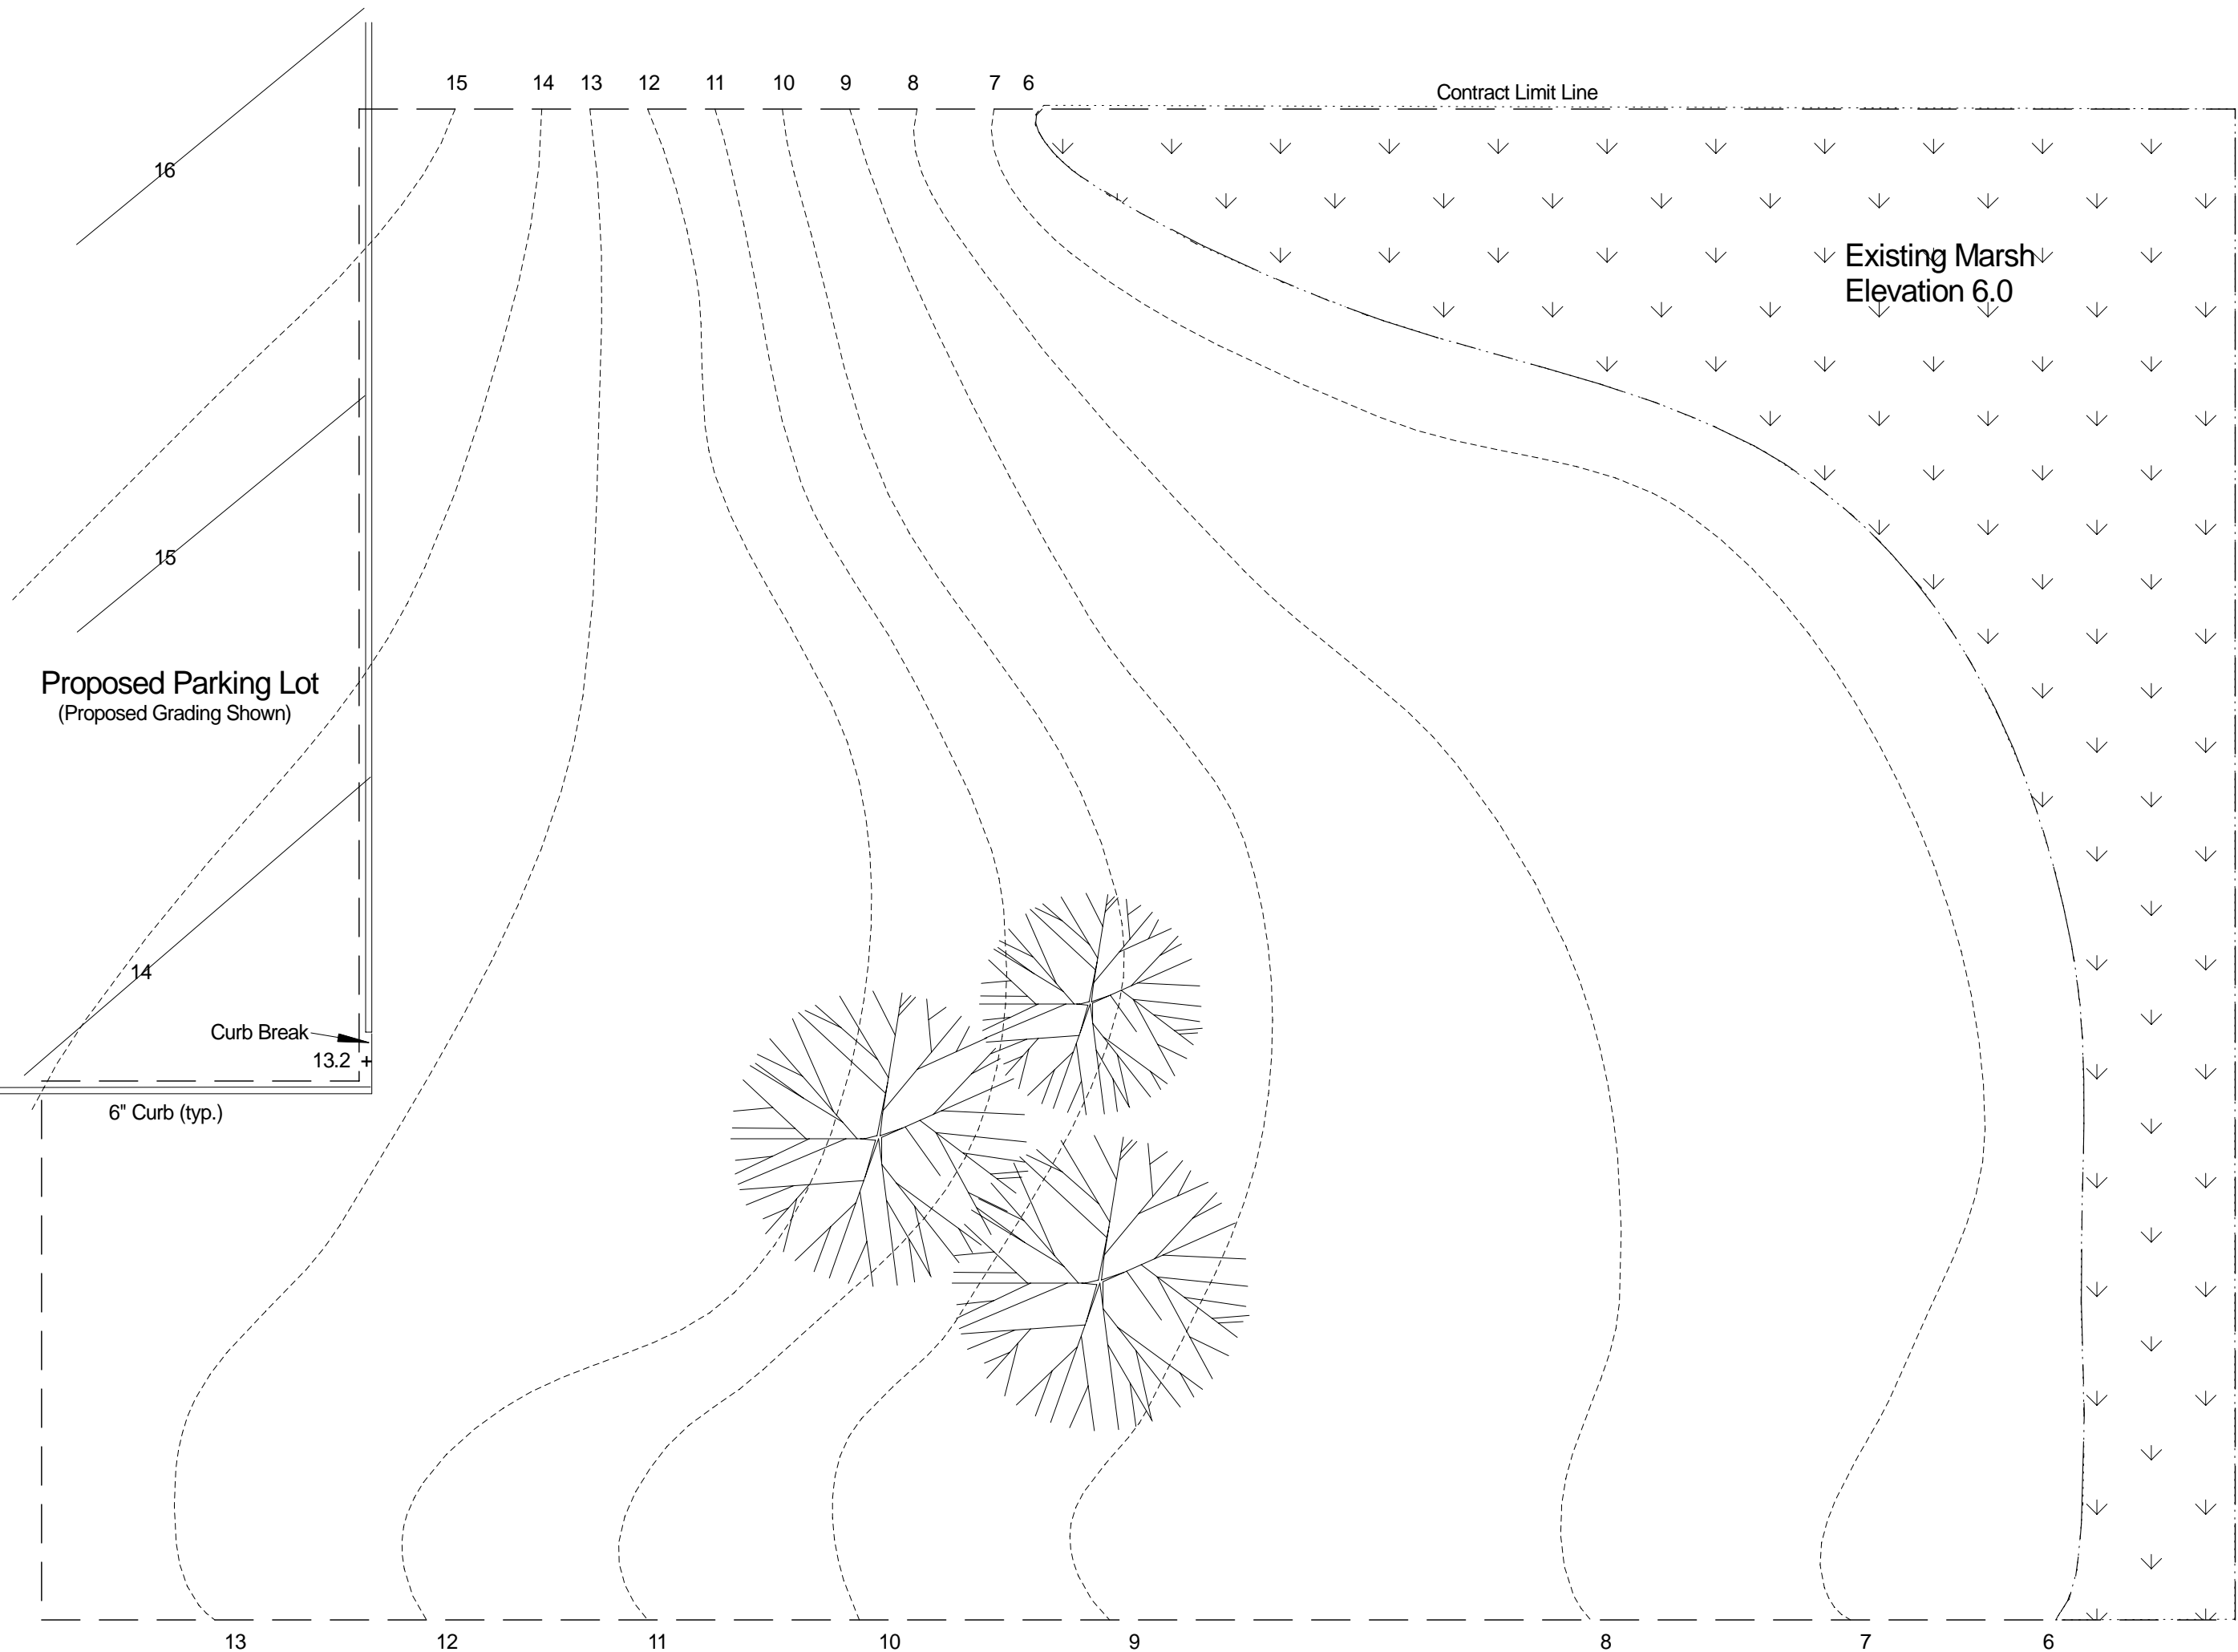 15 14 13 12 11 10 9 8 7 6
Contract Limit Line
16
Existing Marsh
Elevation 6.0
15
Proposed Parking Lot
(Proposed Grading Shown)
14
Curb Break
13.2 +
6" Curb (typ.)
13 12 11 10 9 8 7 6